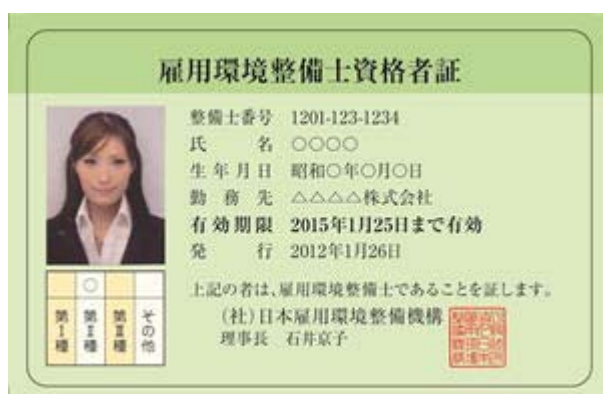 雇用環境整備士資格者証
整備士番号 1201-123-1234
氏 名 ○○○○
生年月日 昭和○年○月○日
勤務先 △△△△株式会社
有効期限 2015年1月25日まで有効
発 行 2012年1月26日
上記の者は、雇用環境整備士であることを証します。
(社)日本雇用環境整備機構
理事長 石井京子
○
第Ⅰ種 第Ⅱ種 第Ⅲ種 その他